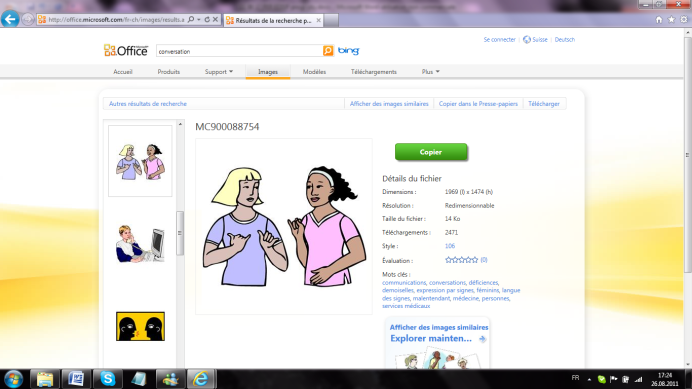 http://office.microsoft.com/fr-ch/images/results.a
Résultats de la recherche p...
Office
conversation
bing
Se connecter
Suisse
Deutsch
Accueil
Produits
Support
Images
Modèles
Téléchargements
Plus
Autres résultats de recherche
Afficher des images similaires
Copier dans le Presse-papiers
Télécharger
MC900088754
Copier
Détails du fichier
Dimensions : 1969 (l) x 1474 (h)
Résolution : Redimensionnable
Taille du fichier : 14 Ko
Téléchargements : 2471
Style : 106
Évaluation : (0)
Mots clés :
communications, conversations, déficiences,
demoiselles, expression par signes, féminins, langue
des signes, malentendant, médecine, personnes,
services médicaux
Afficher des images similaires
Explorer mainten...
FR
17:24
26.08.2011